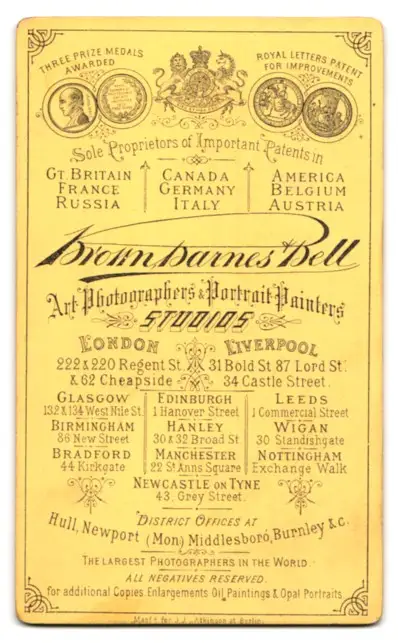 THREE PRIZE MEDALS
AWARDED
ROYAL LETTERS PATENT
FOR IMPROVEMENTS
Sole Proprietors of Important Patents in
GT. BRITAIN CANADA AMERICA
FRANCE GERMANY BELGIUM
RUSSIA ITALY AUSTRIA
Brown, Barnes & Bell
Art Photographers & Portrait Painters
STUDIOS
LONDON LIVERPOOL
222 & 220 Regent St. 31 Bold St. 87 Lord St.
& 62 Cheapside 34 Castle Street.
GLASGOW EDINBURGH LEEDS
132 & 134 West Nile St. 1 Hanover Street 1 Commercial Street
BIRMINGHAM HANLEY WIGAN
86 New Street 30 & 32 Broad St. 30 Standishgate
BRADFORD MANCHESTER NOTTINGHAM
44 Kirkgate 22 St Anns Square Exchange Walk
NEWCASTLE ON TYNE
43. Grey Street.
DISTRICT OFFICES AT
Hull, Newport (Mon) Middlesboro, Burnley &c.
THE LARGEST PHOTOGRAPHERS IN THE WORLD.
ALL NEGATIVES RESERVED.
for additional Copies Enlargements Oil Paintings & Opal Portraits
Manf'd. for J.J. Atkinson at Berlin.